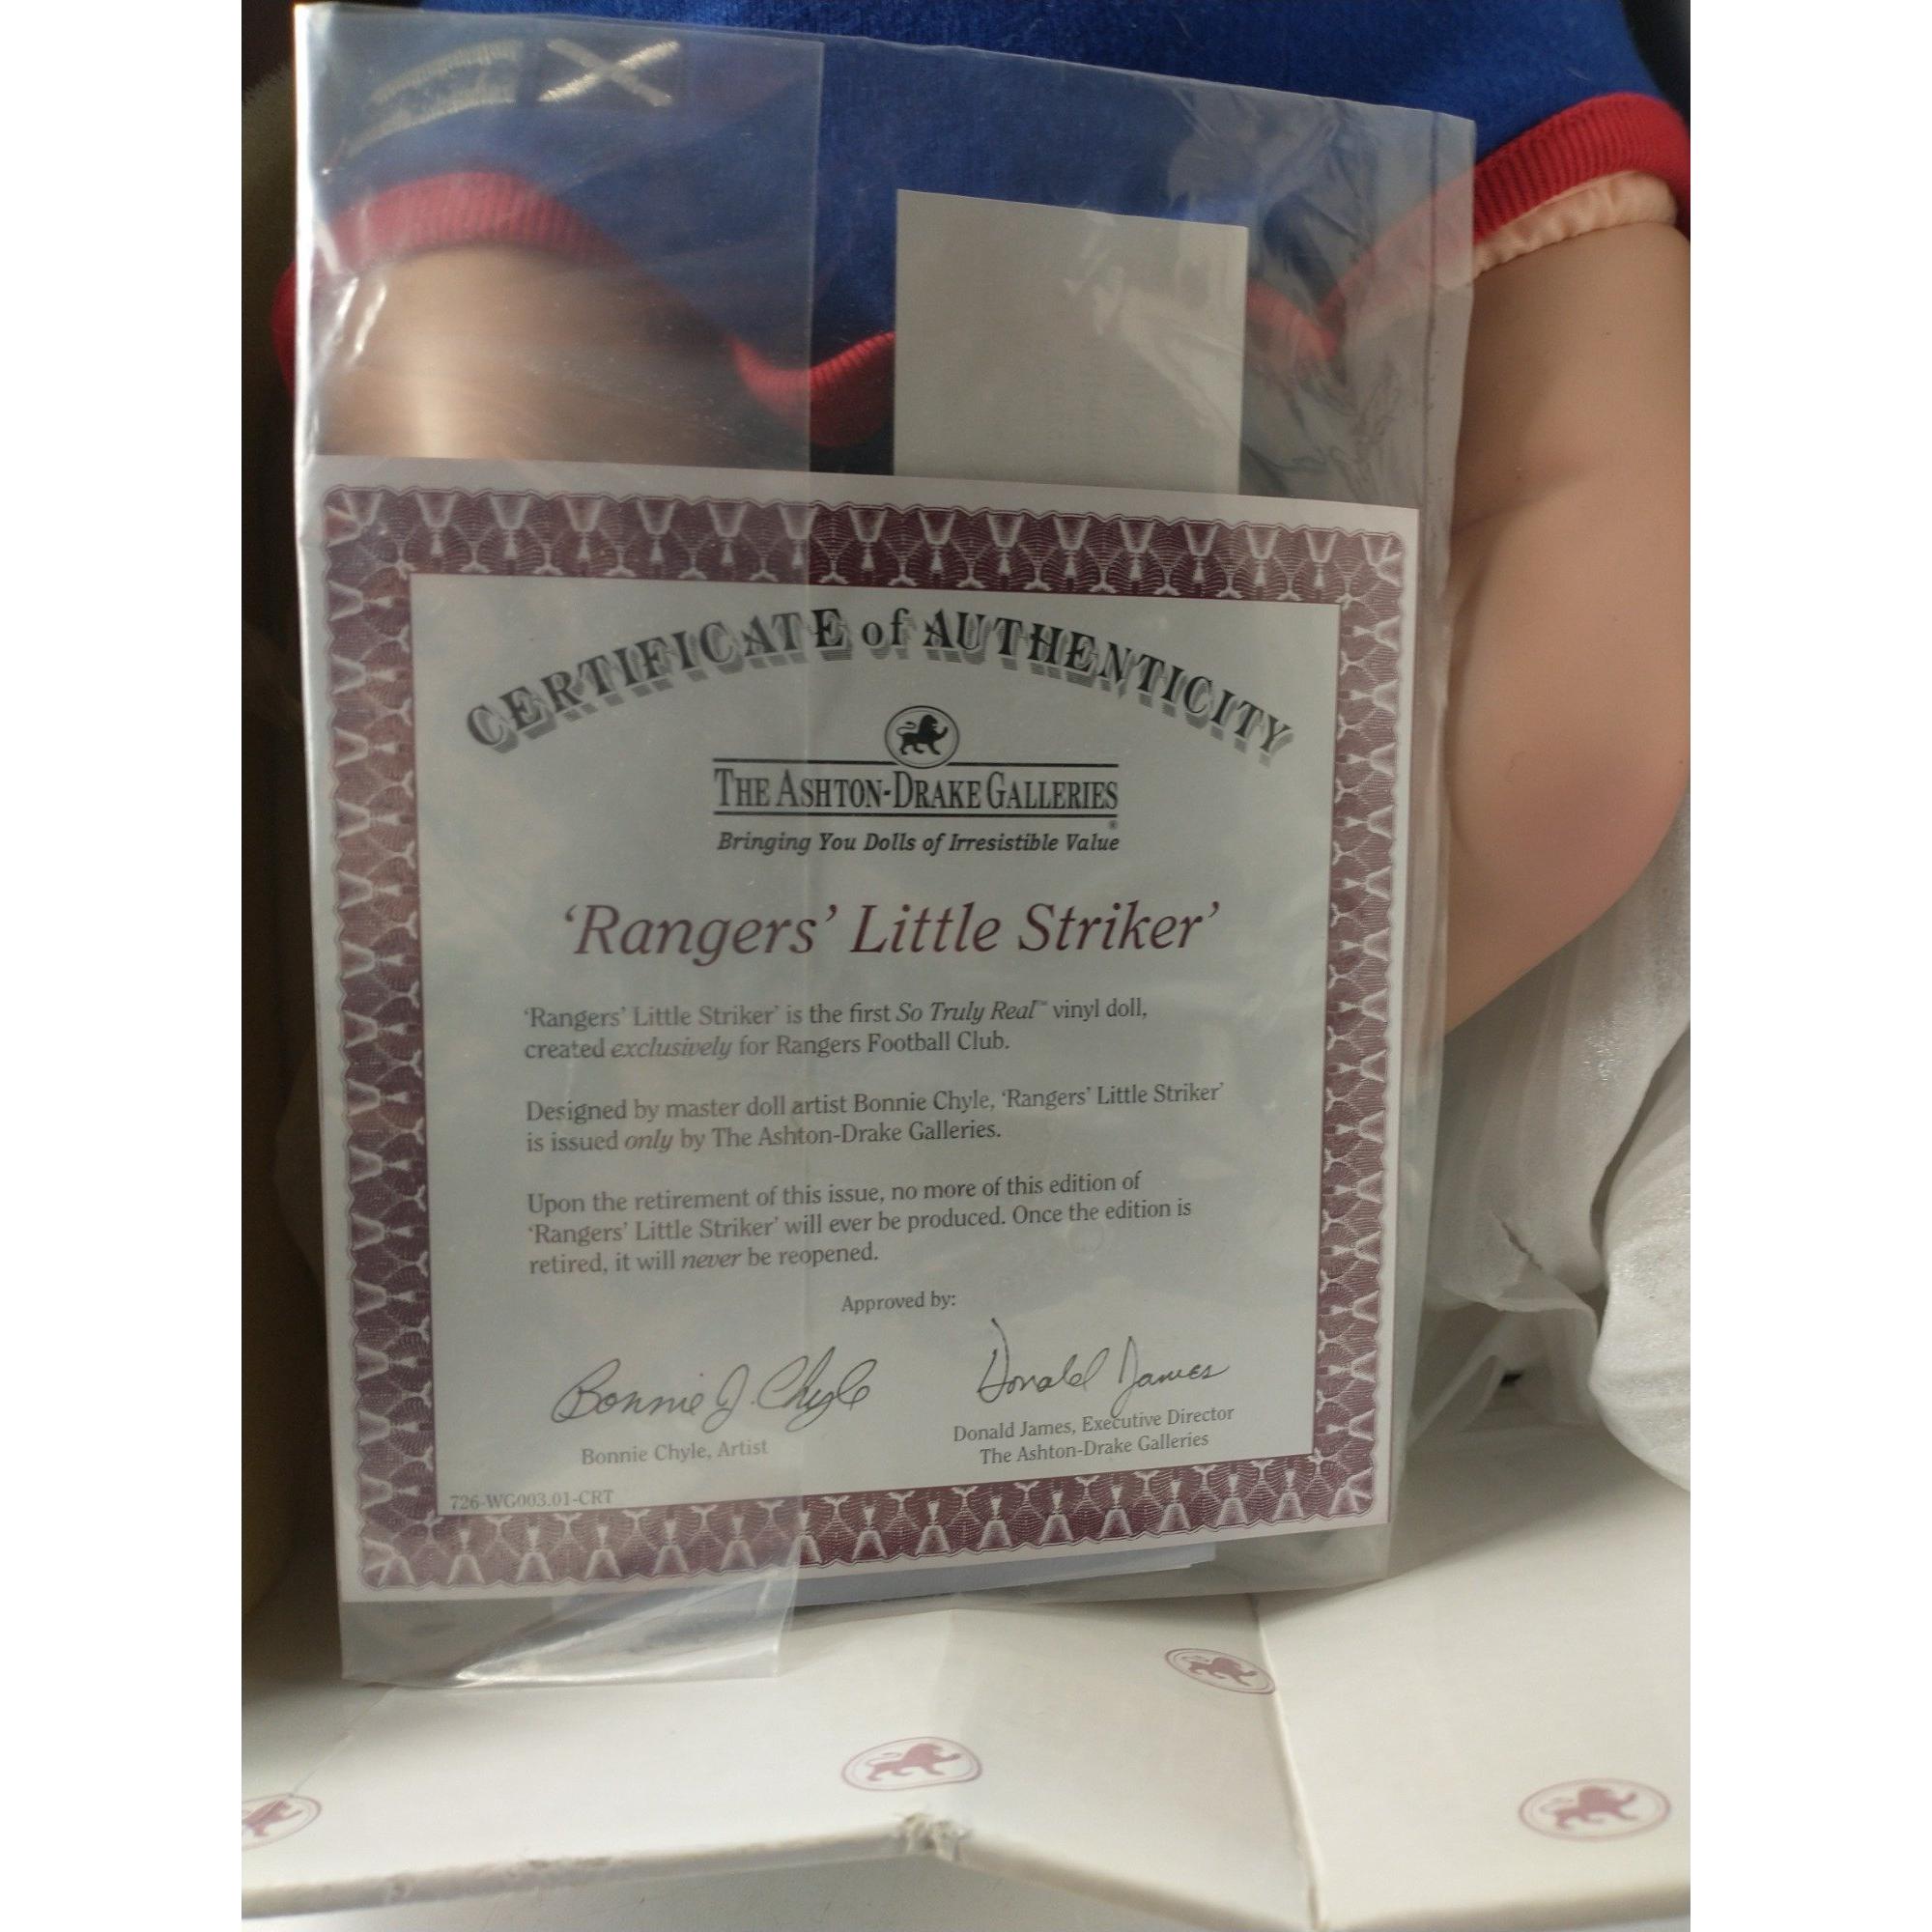 CERTIFICATE of AUTHENTICITY
THE ASHTON-DRAKE GALLERIES
®
Bringing You Dolls of Irresistible Value
‘Rangers’ Little Striker’
‘Rangers’ Little Striker’ is the first So Truly Real™ vinyl doll,
created exclusively for Rangers Football Club.
Designed by master doll artist Bonnie Chyle, ‘Rangers’ Little Striker’
is issued only by The Ashton-Drake Galleries.
Upon the retirement of this issue, no more of this edition of
‘Rangers’ Little Striker’ will ever be produced. Once the edition is
retired, it will never be reopened.
Approved by:
Bonnie J. Chyle
Donald James
Bonnie Chyle, Artist
Donald James, Executive Director
The Ashton-Drake Galleries
726-WG003.01-CRT